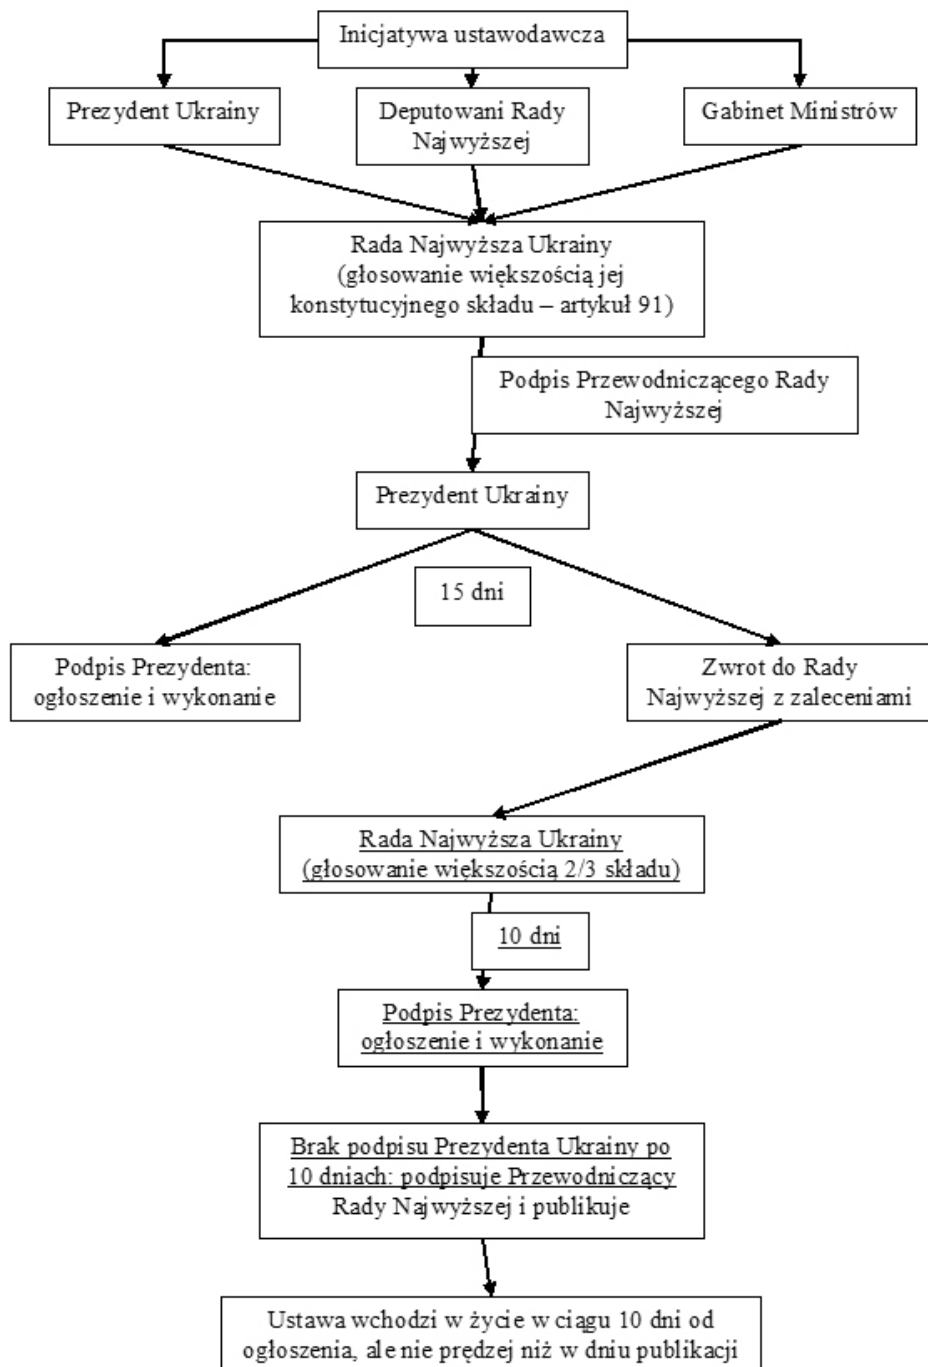 Inicjatywa ustawodawcza
Prezydent Ukrainy
Deputowani Rady
Najwyższej
Gabinet Ministrów
Rada Najwyższa Ukrainy
(głosowanie większością jej
konstytucyjnego składu – artykuł 91)
Podpis Przewodniczącego Rady
Najwyższej
Prezydent Ukrainy
15 dni
Podpis Prezydenta:
ogłoszenie i wykonanie
Zwrot do Rady
Najwyższej z zaleceniami
Rada Najwyższa Ukrainy
(głosowanie większością 2/3 składu)
10 dni
Podpis Prezydenta:
ogłoszenie i wykonanie
Brak podpisu Prezydenta Ukrainy po
10 dniach: podpisuje Przewodniczący
Rady Najwyższej i publikuje
Ustawa wchodzi w życie w ciągu 10 dni od
ogłoszenia, ale nie prędzej niż w dniu publikacji